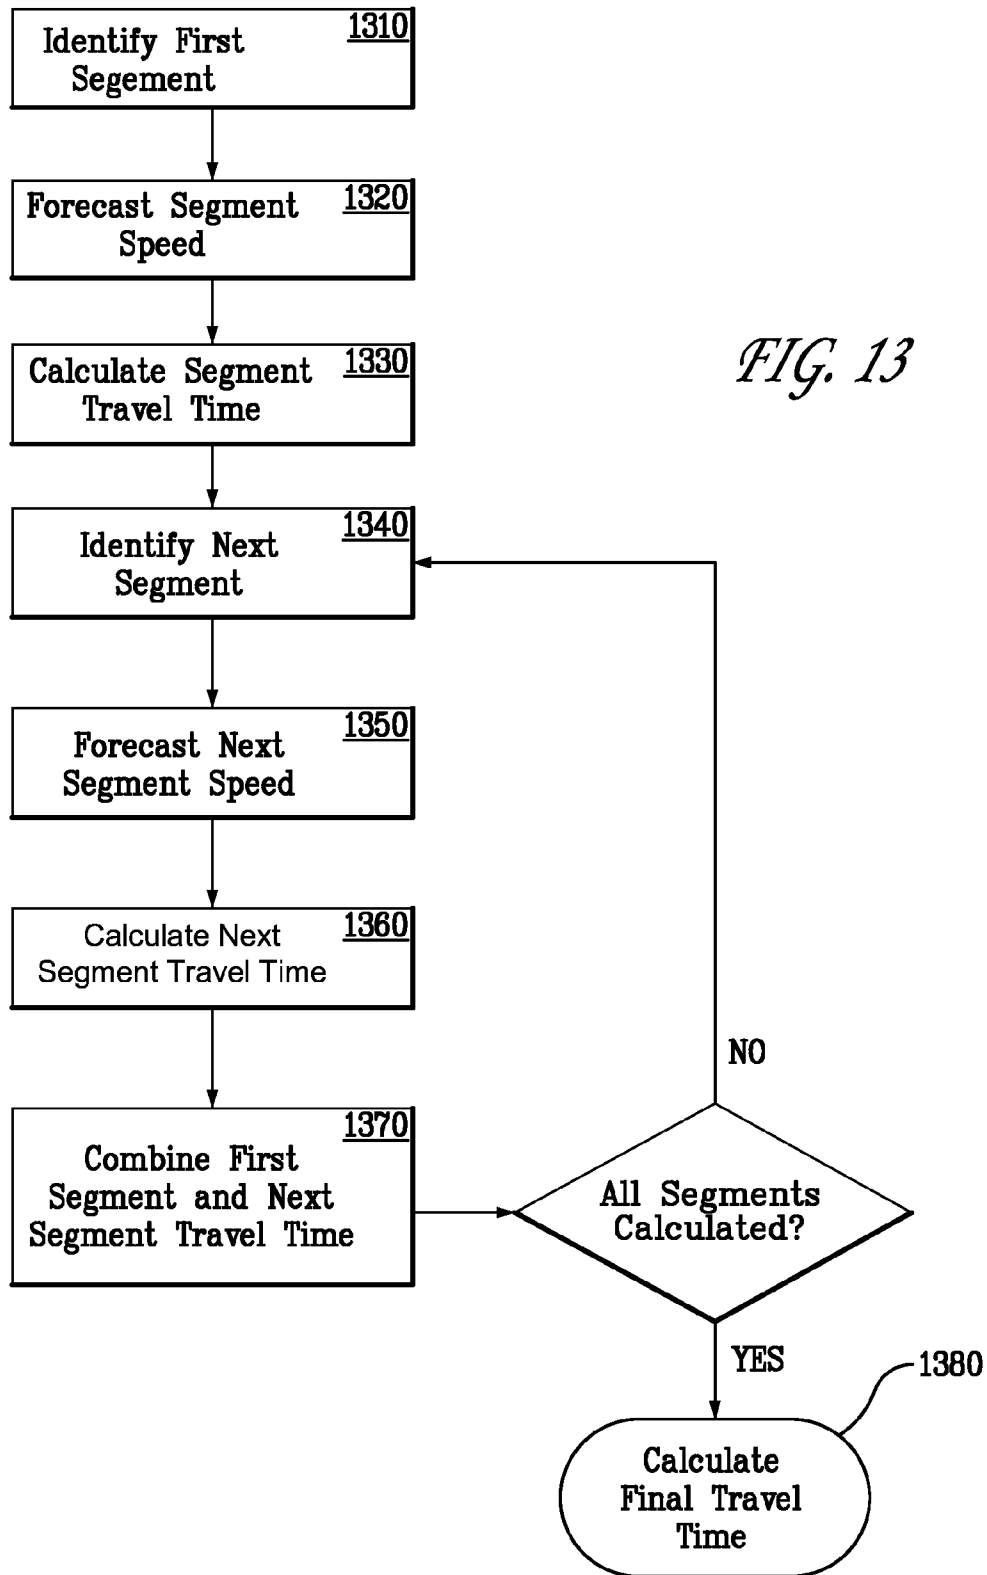 1310
Identify First
Segement
1320
Forecast Segment
Speed
1330
Calculate Segment
Travel Time
FIG. 13
1340
Identify Next
Segment
1350
Forecast Next
Segment Speed
1360
Calculate Next
Segment Travel Time
NO
1370
Combine First
Segment and Next
Segment Travel Time
All Segments
Calculated?
YES
1380
Calculate
Final Travel
Time